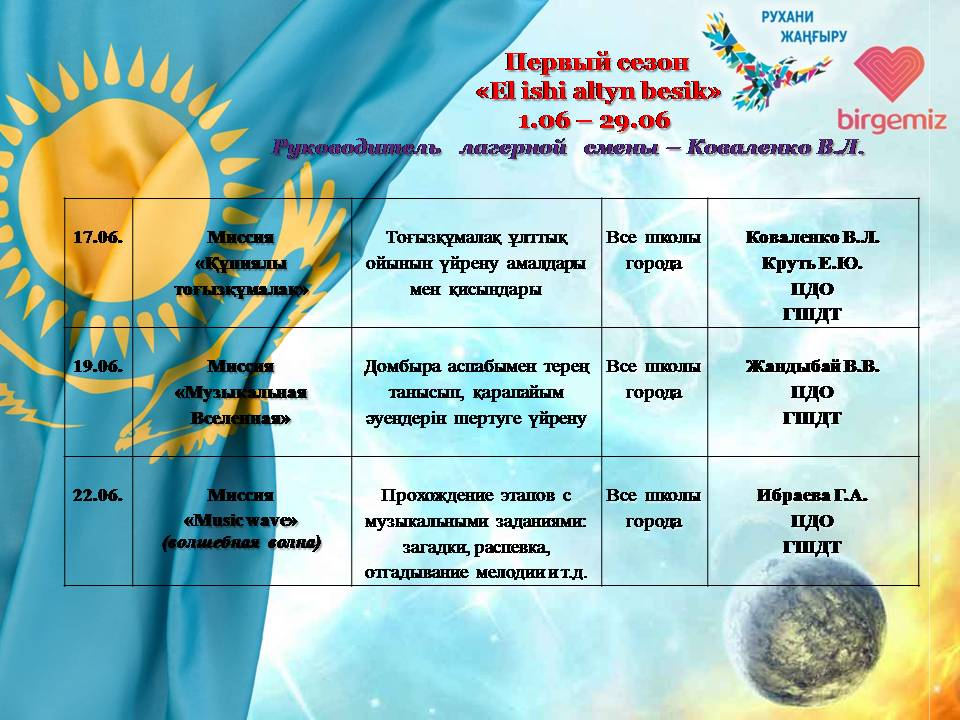 РУХАНИ
ЖАҢҒЫРУ
birgemiz
Первый сезон
«El ishi altyn besik»
1.06 – 29.06
Руководитель лагерной смены – Коваленко В.Л.
17.06.
Миссия
«Құпиялы
тоғызқұмалақ»
Тоғызқұмалақ ұлттық
ойынын үйрену амалдары
мен қисындары
Все школы
города
Коваленко В.Л.
Круть Е.Ю.
ПДО
ГШДТ
19.06.
Миссия
«Музыкальная
Вселенная»
Домбыра аспабымен терең
танысып, қарапайым
әуендерін шертуге үйрену
Все школы
города
Жандыбай В.В.
ПДО
ГШДТ
22.06.
Миссия
«Music wave»
(волшебная волна)
Прохождение этапов с
музыкальными заданиями:
загадки, распевка,
отгадывание мелодии и т.д.
Все школы
города
Ибраева Г.А.
ПДО
ГШДТ